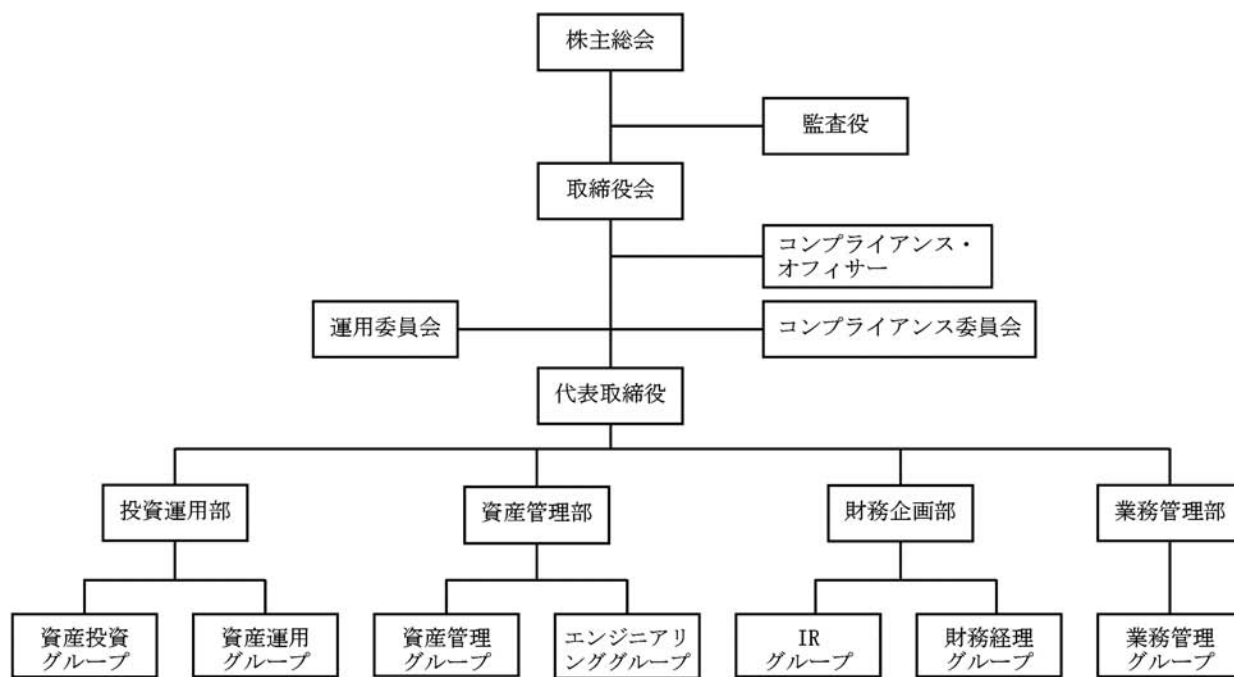 株主総会
監査役
取締役会
コンプライアンス・
オフィサー
運用委員会
コンプライアンス委員会
代表取締役
投資運用部
資産管理部
財務企画部
業務管理部
資産投資
グループ
資産運用
グループ
資産管理
グループ
エンジニアリ
ンググループ
IR
グループ
財務経理
グループ
業務管理
グループ